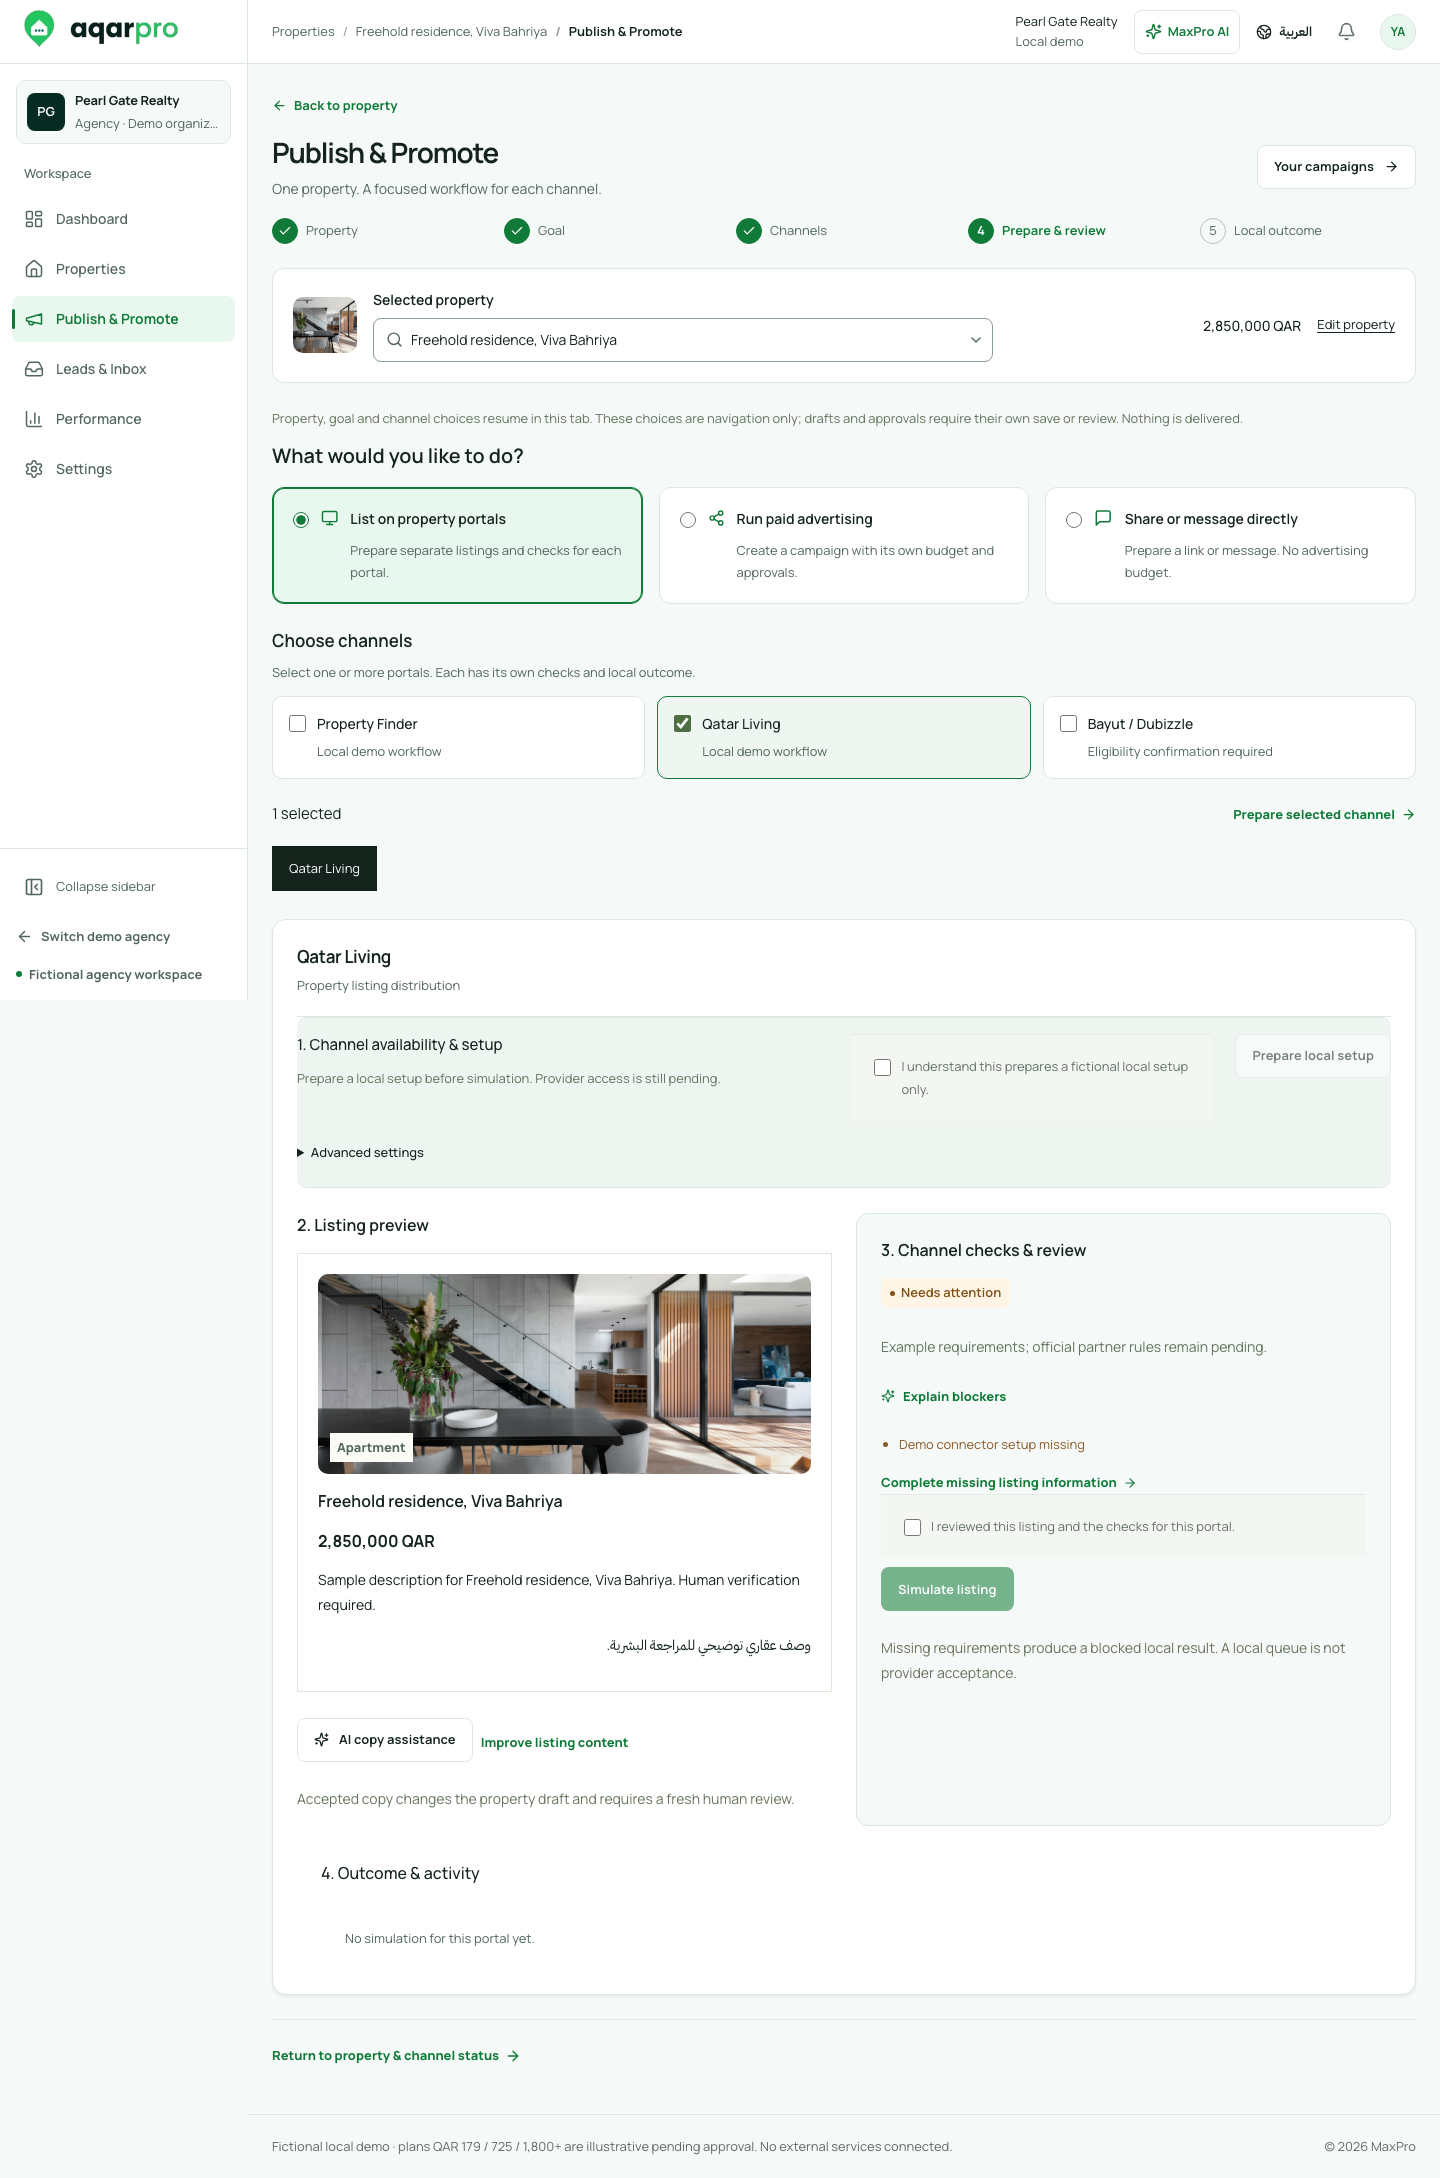 aqarpro
Properties / Freehold residence, Viva Bahriya / Publish & Promote
Pearl Gate Realty
Local demo
MaxPro AI
العربية
YA
PG
Pearl Gate Realty
Agency · Demo organiz...
Workspace
Dashboard
Properties
Publish & Promote
Leads & Inbox
Performance
Settings
Collapse sidebar
Switch demo agency
Fictional agency workspace
Back to property
Publish & Promote
One property. A focused workflow for each channel.
Your campaigns
Property
Goal
Channels
4 Prepare & review
5 Local outcome
Selected property
Freehold residence, Viva Bahriya
2,850,000 QAR
Edit property
Property, goal and channel choices resume in this tab. These choices are navigation only; drafts and approvals require their own save or review. Nothing is delivered.
What would you like to do?
List on property portals
Prepare separate listings and checks for each
portal.
Run paid advertising
Create a campaign with its own budget and
approvals.
Share or message directly
Prepare a link or message. No advertising
budget.
Choose channels
Select one or more portals. Each has its own checks and local outcome.
Property Finder
Local demo workflow
Qatar Living
Local demo workflow
Bayut / Dubizzle
Eligibility confirmation required
1 selected
Prepare selected channel
Qatar Living
Qatar Living
Property listing distribution
1. Channel availability & setup
Prepare a local setup before simulation. Provider access is still pending.
I understand this prepares a fictional local setup
only.
Prepare local setup
Advanced settings
2. Listing preview
Apartment
Freehold residence, Viva Bahriya
2,850,000 QAR
Sample description for Freehold residence, Viva Bahriya. Human verification
required.
وصف عقاري توضيحي للمراجعة البشرية.
AI copy assistance
Improve listing content
Accepted copy changes the property draft and requires a fresh human review.
3. Channel checks & review
Needs attention
Example requirements; official partner rules remain pending.
Explain blockers
Demo connector setup missing
Complete missing listing information
I reviewed this listing and the checks for this portal.
Simulate listing
Missing requirements produce a blocked local result. A local queue is not
provider acceptance.
4. Outcome & activity
No simulation for this portal yet.
Return to property & channel status
Fictional local demo · plans QAR 179 / 725 / 1,800+ are illustrative pending approval. No external services connected.
© 2026 MaxPro